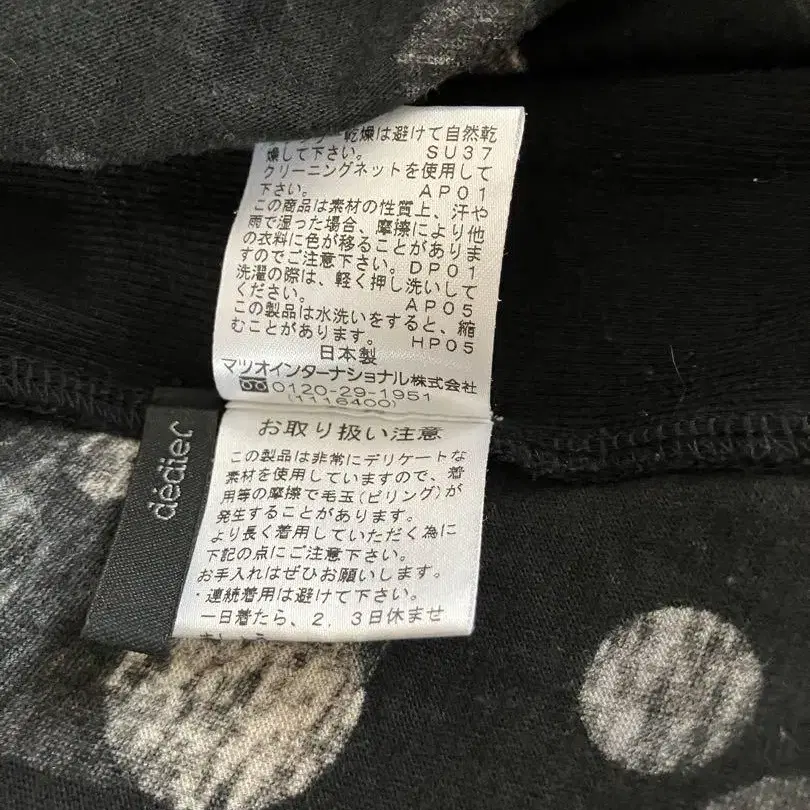 乾燥は避けて自然乾
燥して下さい。 SU37
クリーニングネットを使用して
下さい。 AP01
この商品は素材の性質上、汗や
雨で湿った場合、摩擦により他
の衣料に色が移ることがありま
すのでご注意下さい。DP01
洗濯の際は、軽く押し洗いして
ください。 AP05
この製品は水洗いをすると、縮
むことがあります。 HP05
日本製
マツオインターナショナル株式会社
0120-29-1951
(1116400)
お取り扱い注意
この製品は非常にデリケートな
素材を使用していますので、着
用等の摩擦で毛玉(ピリング)が
発生することがあります。
より長く着用していただく為に
下記の点にご注意下さい。
お手入れはぜひお願いします。
・連続着用は避けて下さい。
一日着たら、2、3日休ませ
ましょう
dédier